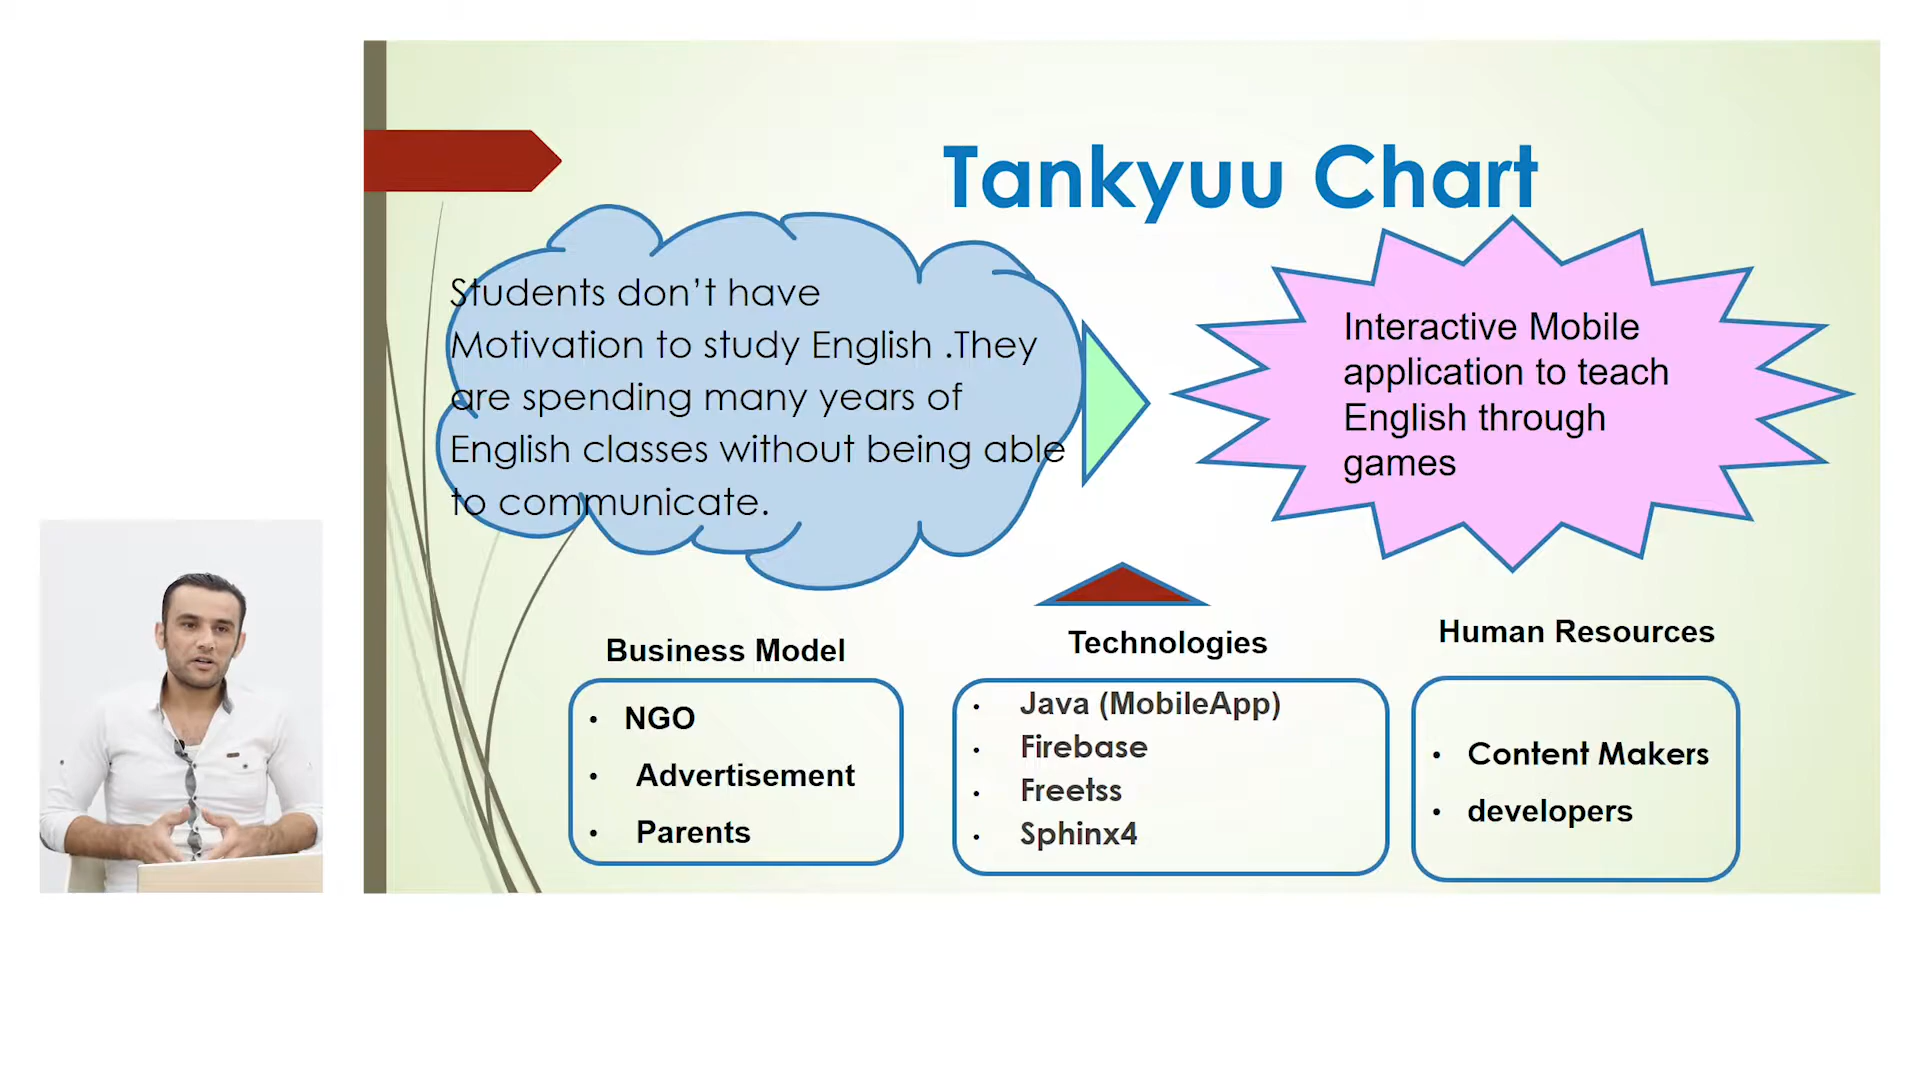 Tankyuu Chart
Students don’t have
Motivation to study English .They
are spending many years of
English classes without being able
to communicate.
Interactive Mobile
application to teach
English through
games
Business Model
• NGO
• Advertisement
• Parents
Technologies
• Java (MobileApp)
• Firebase
• Freetss
• Sphinx4
Human Resources
• Content Makers
• developers